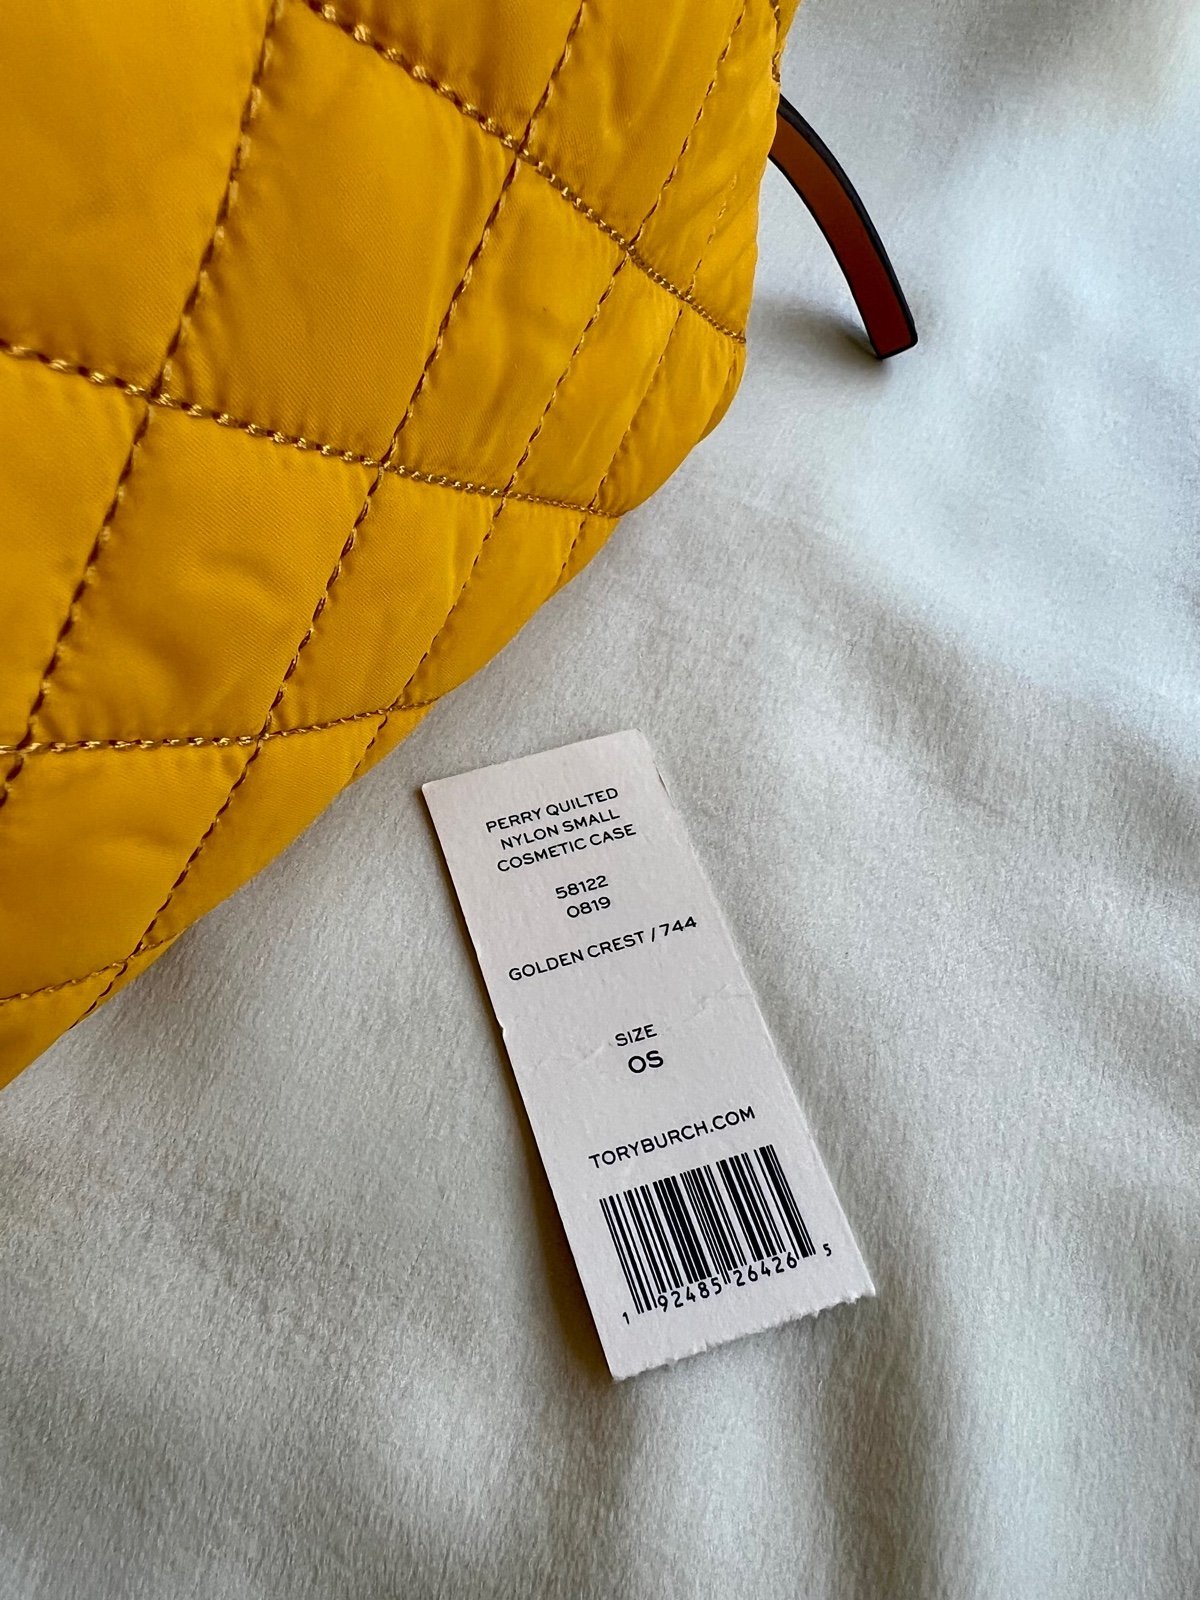 PERRY QUILTED
NYLON SMALL
COSMETIC CASE
58122
0819
GOLDEN CREST / 744
SIZE
OS
TORYBURCH.COM
1 92485 26426 5